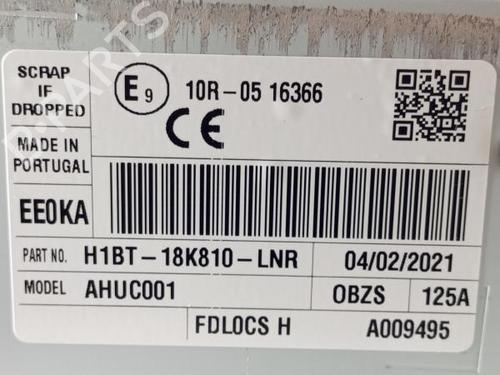 SCRAP
IF
DROPPED
E9
10R-05 16366
CE
MADE IN
PORTUGAL
EE0KA
PART NO. H1BT-18K810-LNR 04/02/2021
MODEL AHUC001 OBZS 125A
FDLOCS H A009495